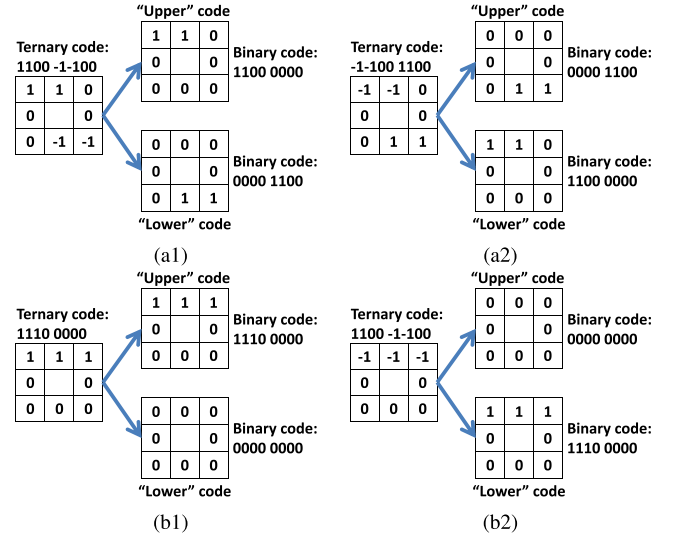 "Upper" code
Ternary code:
1100 -1-100
1 1 0
0 0
0 -1 -1
1 1 0
0 0
0 0 0
Binary code:
1100 0000
0 0 0
0 0
0 1 1
Binary code:
0000 1100
"Lower" code
(a1)
"Upper" code
Ternary code:
-1-100 1100
-1 -1 0
0 0
0 1 1
0 0 0
0 0
0 1 1
Binary code:
0000 1100
1 1 0
0 0
0 0 0
Binary code:
1100 0000
"Lower" code
(a2)
"Upper" code
Ternary code:
1110 0000
1 1 1
0 0
0 0 0
1 1 1
0 0
0 0 0
Binary code:
1110 0000
0 0 0
0 0
0 0 0
Binary code:
0000 0000
"Lower" code
(b1)
"Upper" code
Ternary code:
1100 -1-100
-1 -1 -1
0 0
0 0 0
0 0 0
0 0
0 0 0
Binary code:
0000 0000
1 1 1
0 0
0 0 0
Binary code:
1110 0000
"Lower" code
(b2)